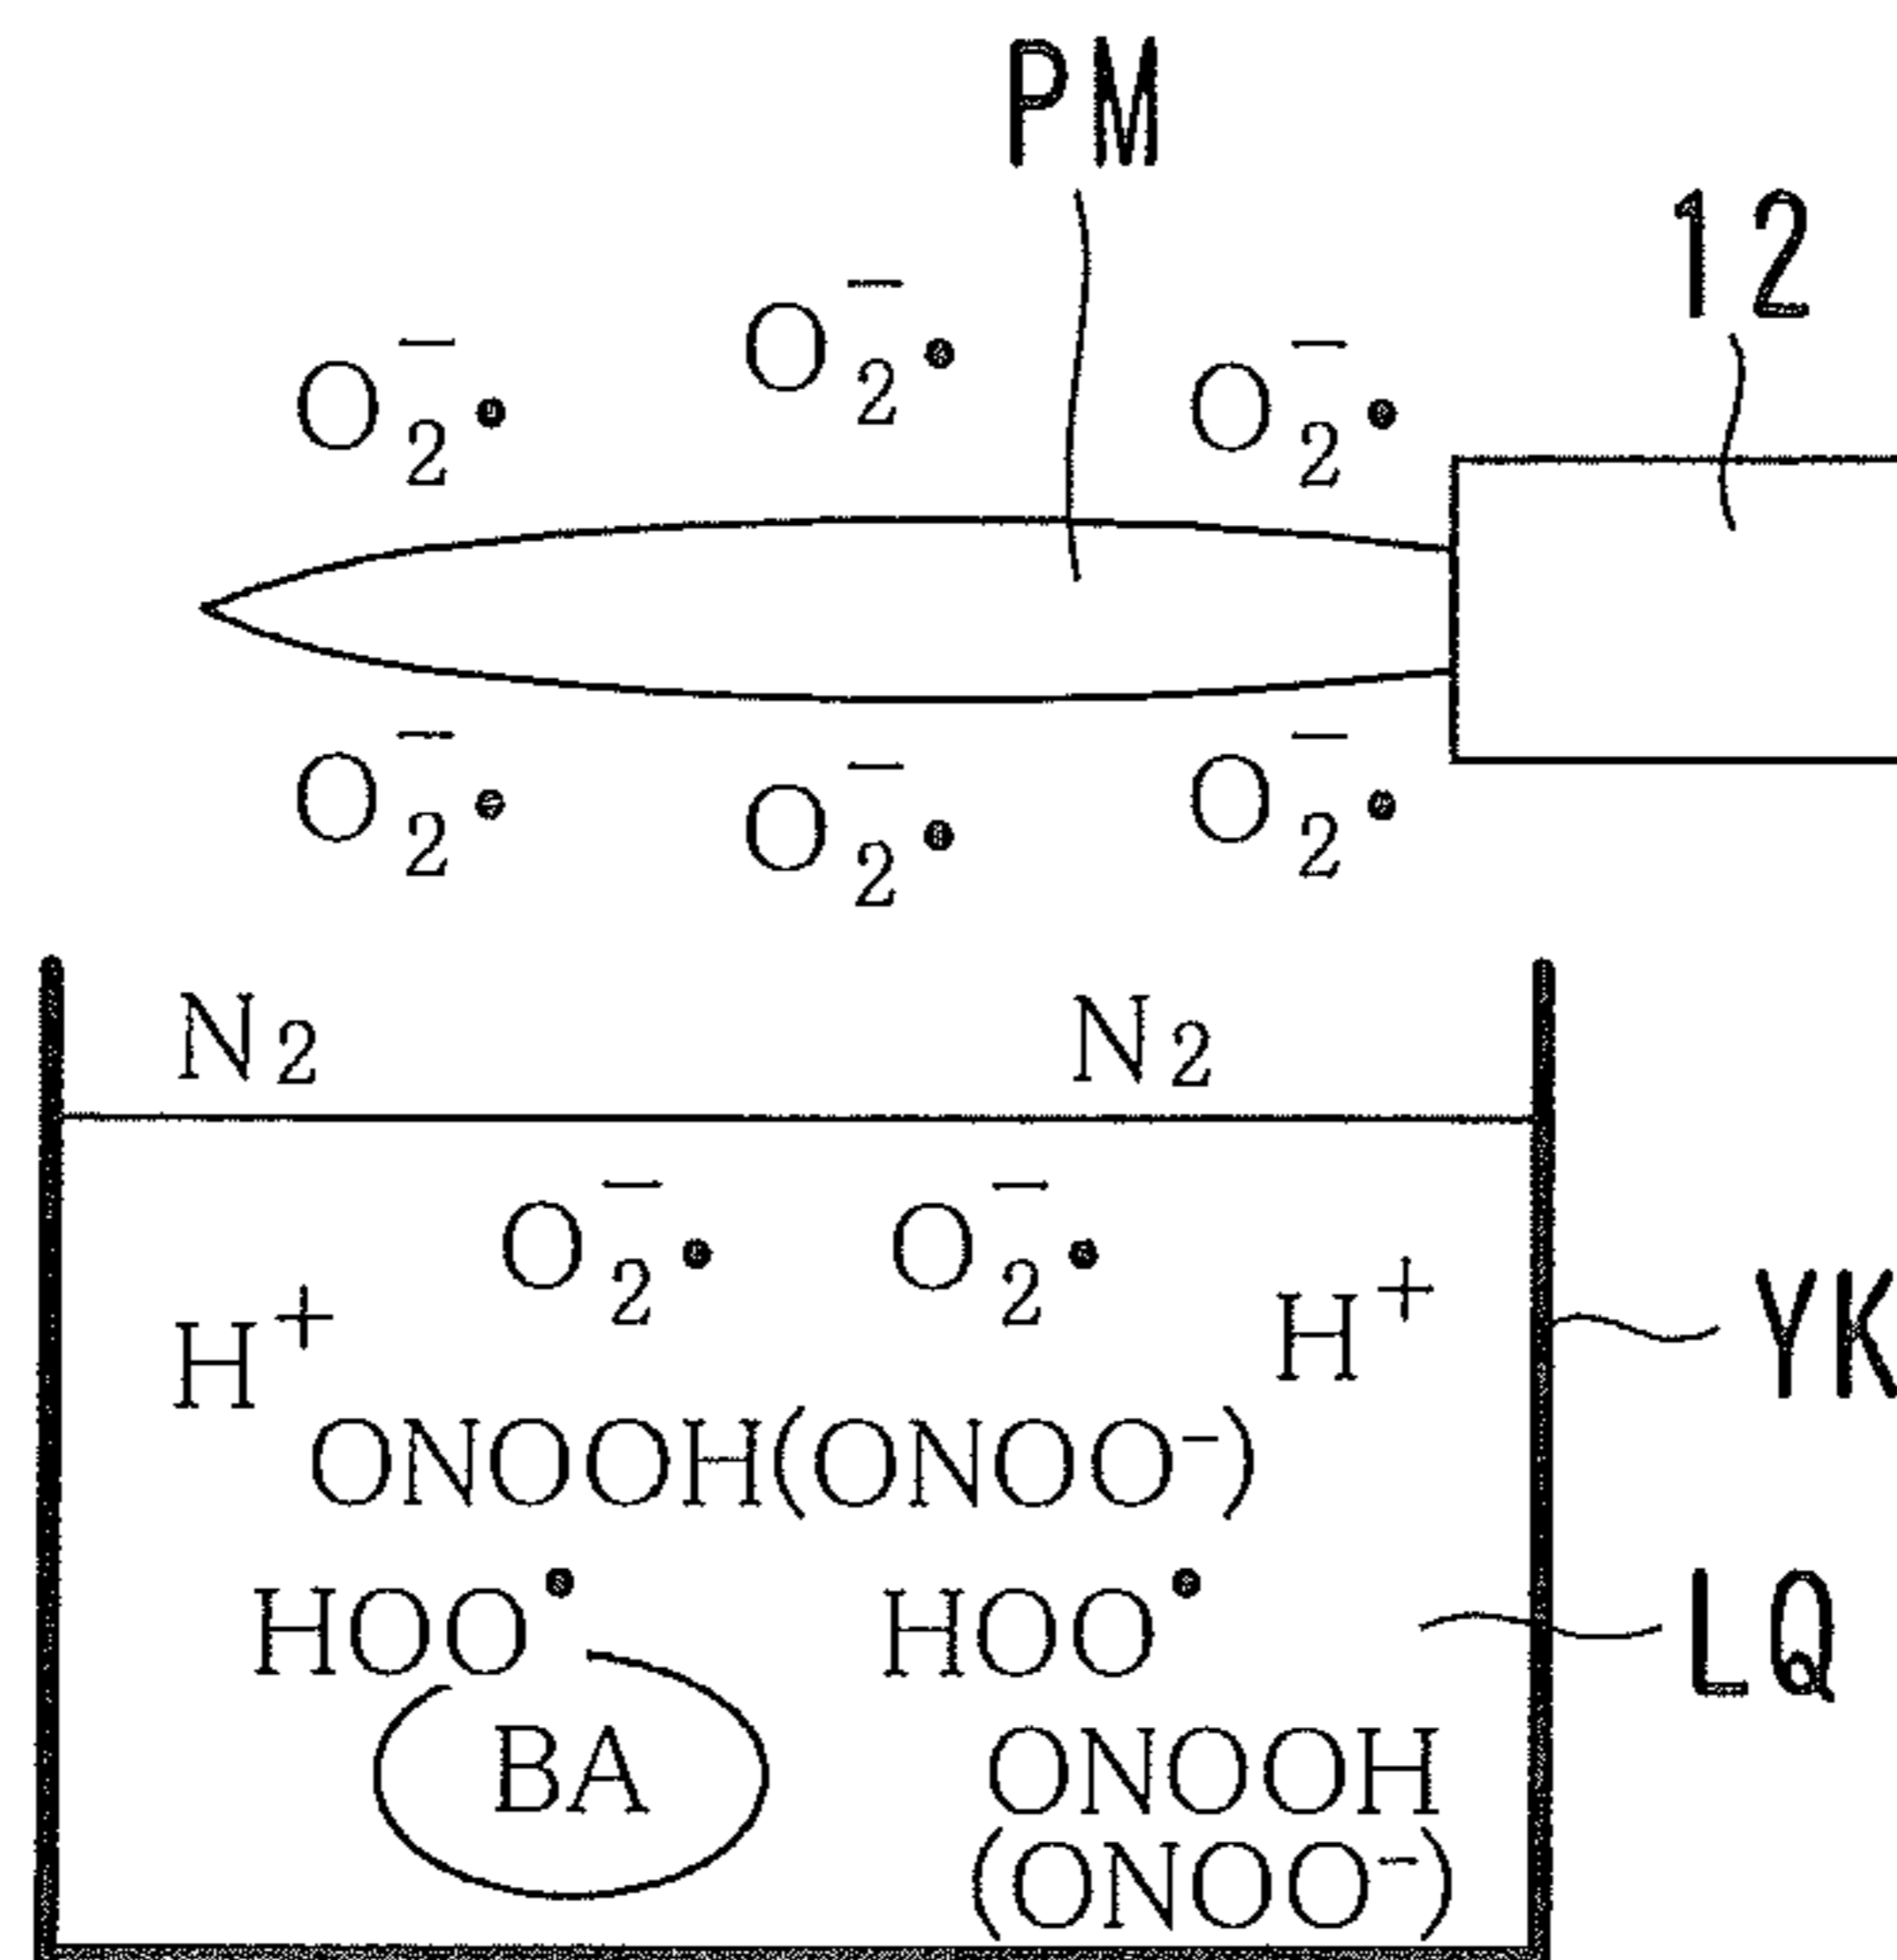 PM
12
O₂⁻• O₂⁻• O₂⁻•
O₂⁻• O₂⁻• O₂⁻•
N₂ N₂
O₂⁻• O₂⁻•
H⁺ H⁺
YK
ONOOH(ONOO⁻)
HOO• HOO•
LQ
BA ONOOH
(ONOO⁻)